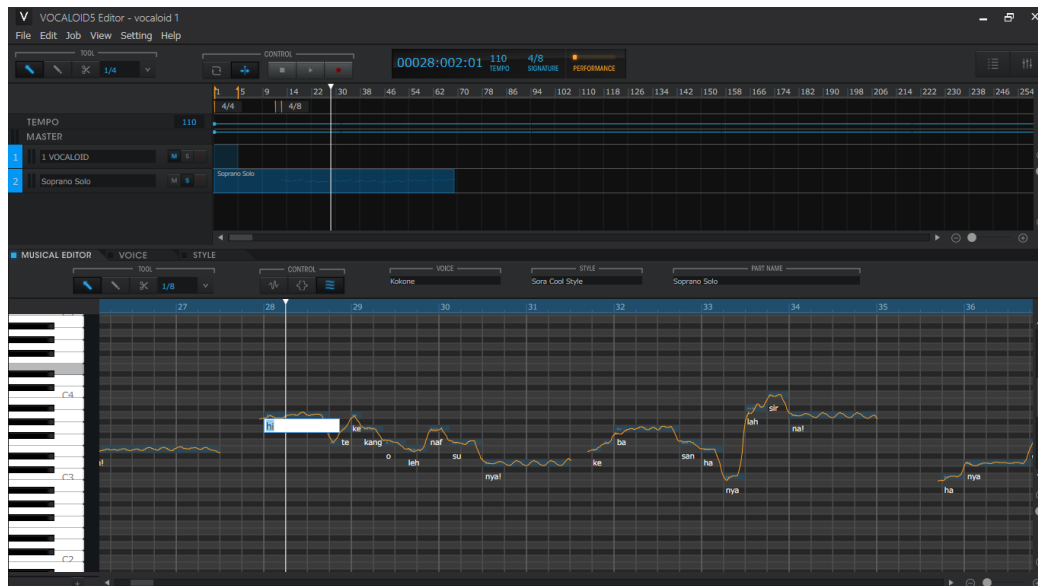 V VOCALOID5 Editor - vocaloid 1
File Edit Job View Setting Help
TOOL CONTROL
1/4 00028:002:01 110 TEMPO 4/8 SIGNATURE PERFORMANCE
1 5 9 14 22 30 38 46 54 62 70 78 86 94 102 110 118 126 134 142 150 158 166 174 182 190 198 206 214 222 230 238 246 254
4/4 4/8
TEMPO 110
MASTER
1 1 VOCALOID M S
2 Soprano Solo M S Soprano Solo
MUSICAL EDITOR VOICE STYLE
TOOL CONTROL VOICE STYLE PART NAME
1/8 Kokone Sora Cool Style Soprano Solo
27 28 29 30 31 32 33 34 35 36
C4
sir
lah
hi ke na!
te kang naf ba
o su san
leh ke ha
C3 nya! nya
nya ha
C2